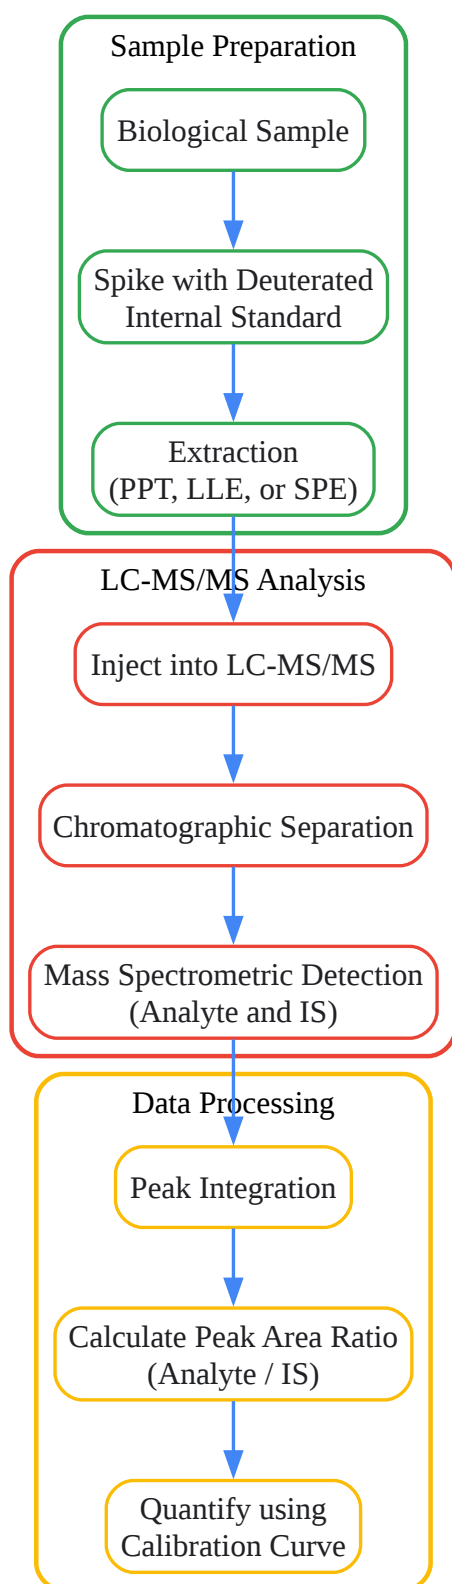 Sample Preparation
Biological Sample
Spike with Deuterated
Internal Standard
Extraction
(PPT, LLE, or SPE)
LC-MS/MS Analysis
Inject into LC-MS/MS
Chromatographic Separation
Mass Spectrometric Detection
(Analyte and IS)
Data Processing
Peak Integration
Calculate Peak Area Ratio
(Analyte / IS)
Quantify using
Calibration Curve